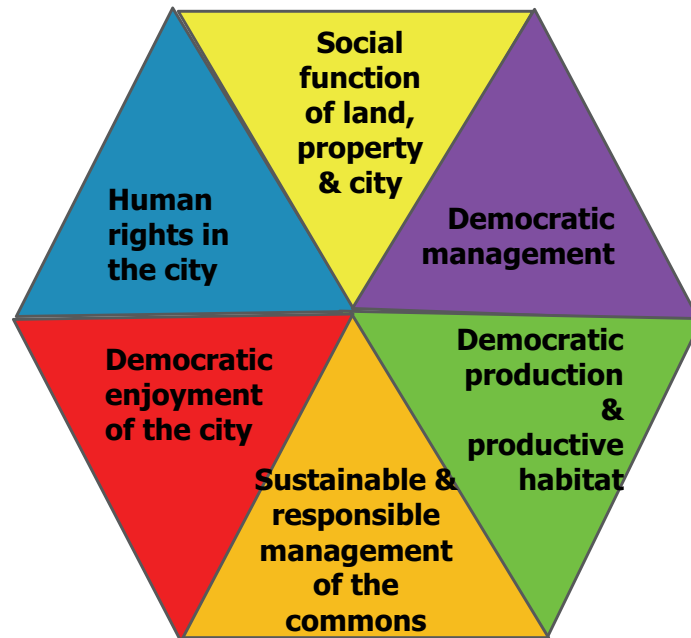 Social
function
of land,
property
& city
Human
rights in
the city
Democratic
management
Democratic
enjoyment
of the city
Democratic
production
&
productive
habitat
Sustainable &
responsible
management
of the
commons